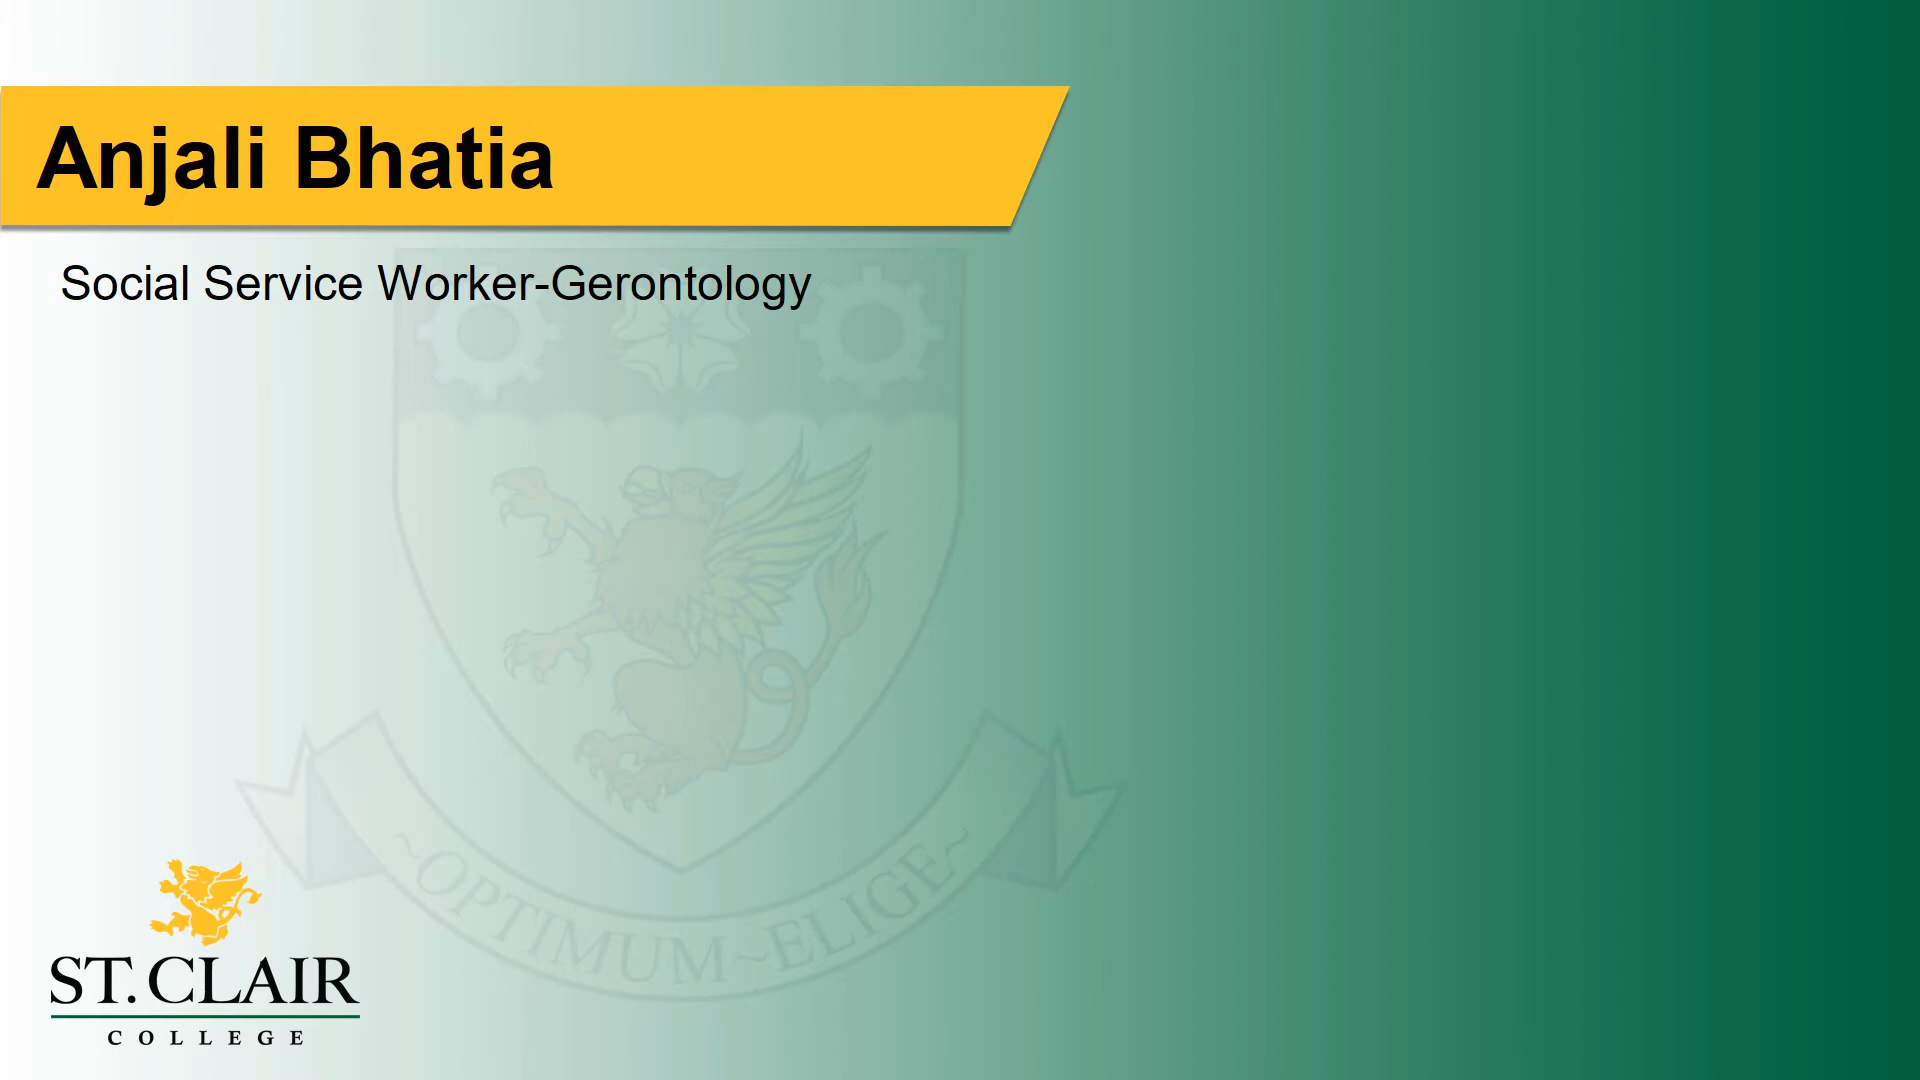 Anjali Bhatia
Social Service Worker-Gerontology
~OPTIMUM~ELIGE~
ST. CLAIR
COLLEGE